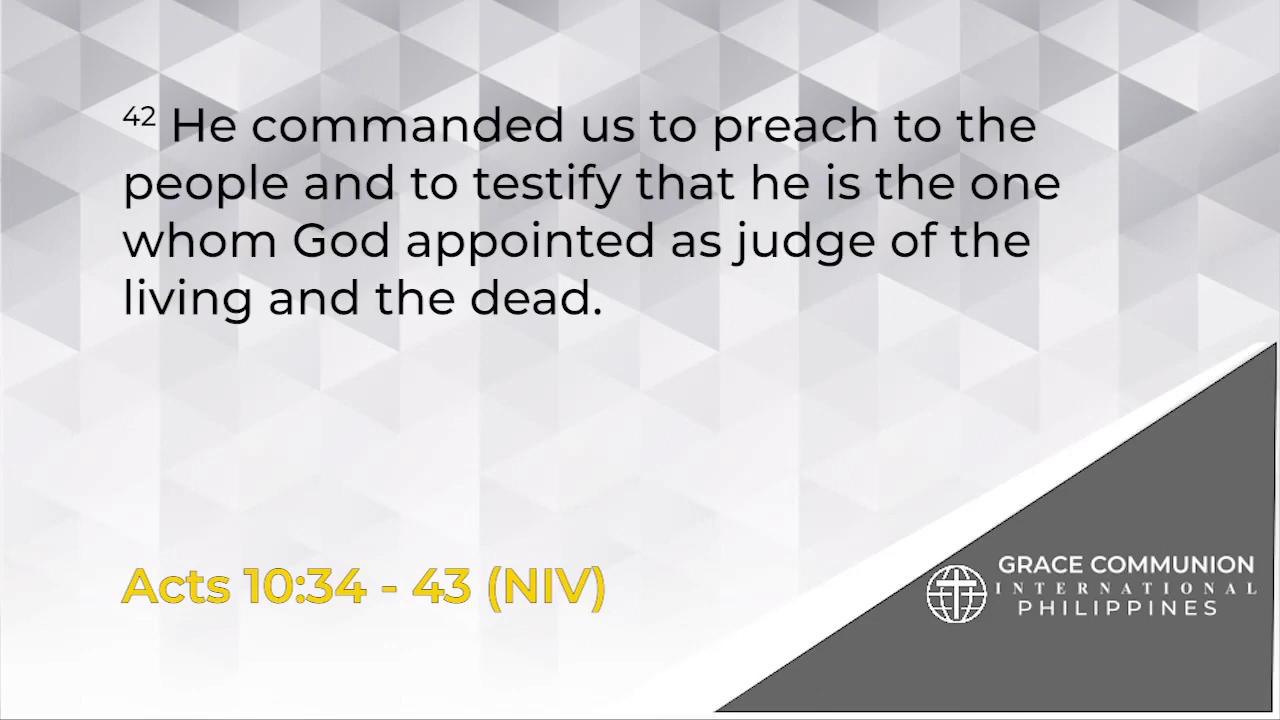 42 He commanded us to preach to the
people and to testify that he is the one
whom God appointed as judge of the
living and the dead.
Acts 10:34 - 43 (NIV)
GRACE COMMUNION
INTERNATIONAL
PHILIPPINES